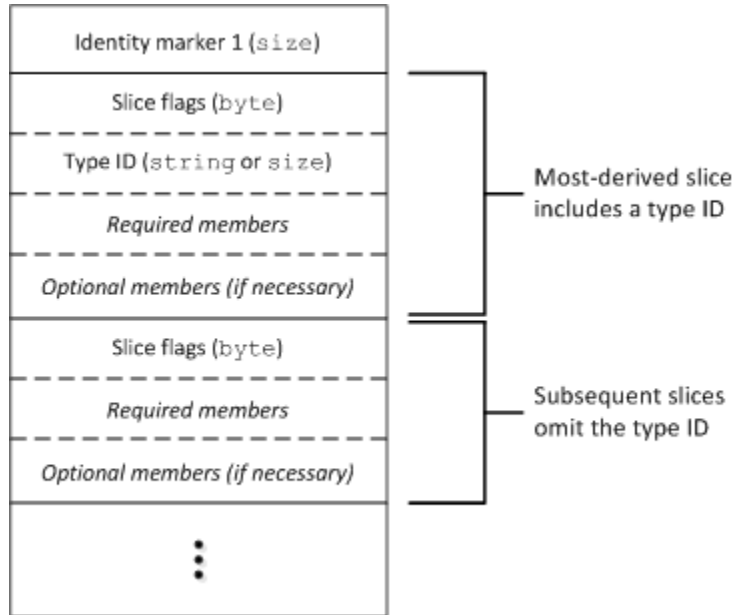 Identity marker 1 (size)
Slice flags (byte)
Type ID (string or size)
Required members
Optional members (if necessary)
Most-derived slice
includes a type ID
Slice flags (byte)
Required members
Optional members (if necessary)
Subsequent slices
omit the type ID